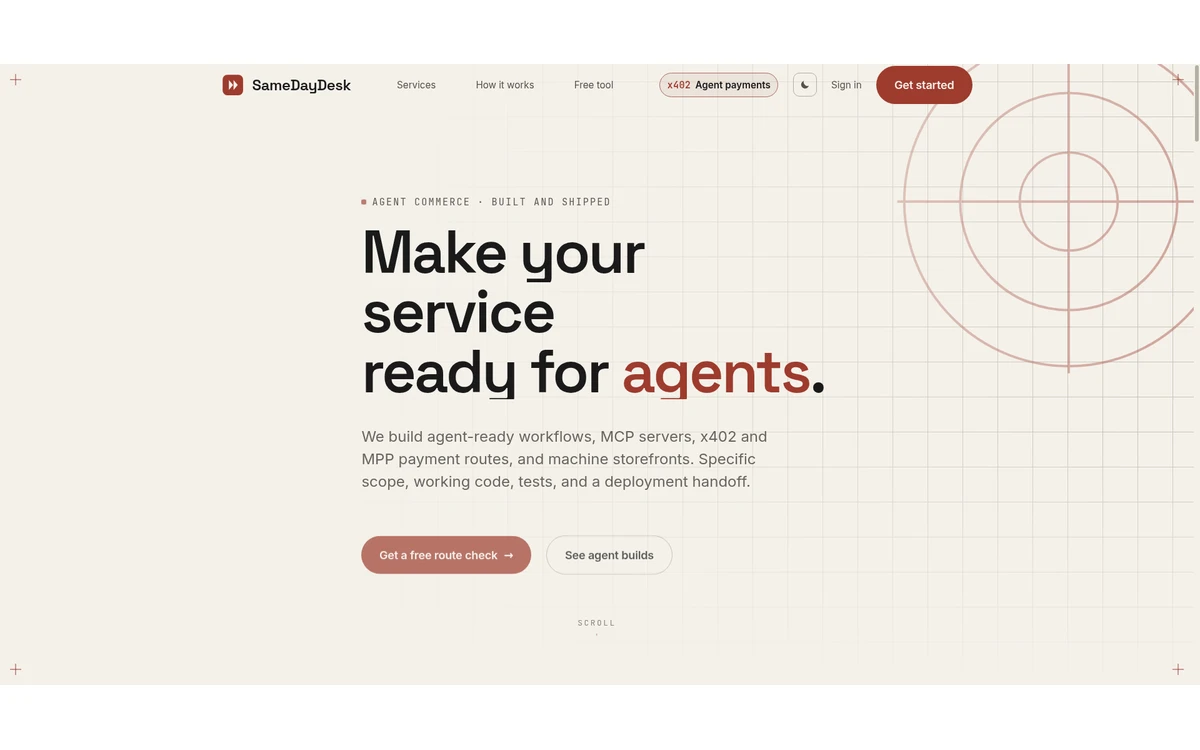 SameDayDesk
Services
How it works
Free tool
x402 Agent payments
Sign in
Get started
AGENT COMMERCE · BUILT AND SHIPPED
Make your
service
ready for agents.
We build agent-ready workflows, MCP servers, x402 and
MPP payment routes, and machine storefronts. Specific
scope, working code, tests, and a deployment handoff.
Get a free route check →
See agent builds
SCROLL